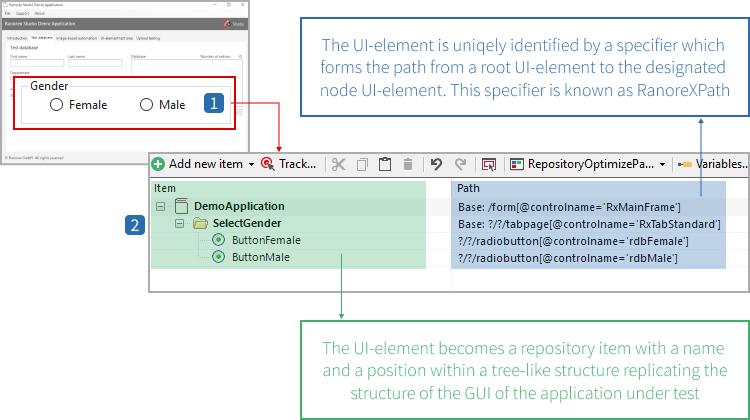 Ranorex Studio Demo Application
File Support About
Studio
Introduction Test database Image-based automation UI-element test area Upload testing
Test database
First name Last name Database Number of entries: 0
Department
Gender
Female Male 1
© Ranorex GmbH. All rights reserved
The UI-element is uniqely identified by a specifier which
forms the path from a root UI-element to the designated
node UI-element. This specifier is known as RanoreXPath
Add new item Track... RepositoryOptimizePa... Variables...
Item Path
DemoApplication Base: /form[@controlname='RxMainFrame']
2 SelectGender Base: ?/?/tabpage[@controlname='RxTabStandard']
ButtonFemale ?/?/radiobutton[@controlname='rdbFemale']
ButtonMale ?/?/radiobutton[@controlname='rdbMale']
The UI-element becomes a repository item with a name
and a position within a tree-like structure replicating the
structure of the GUI of the application under test